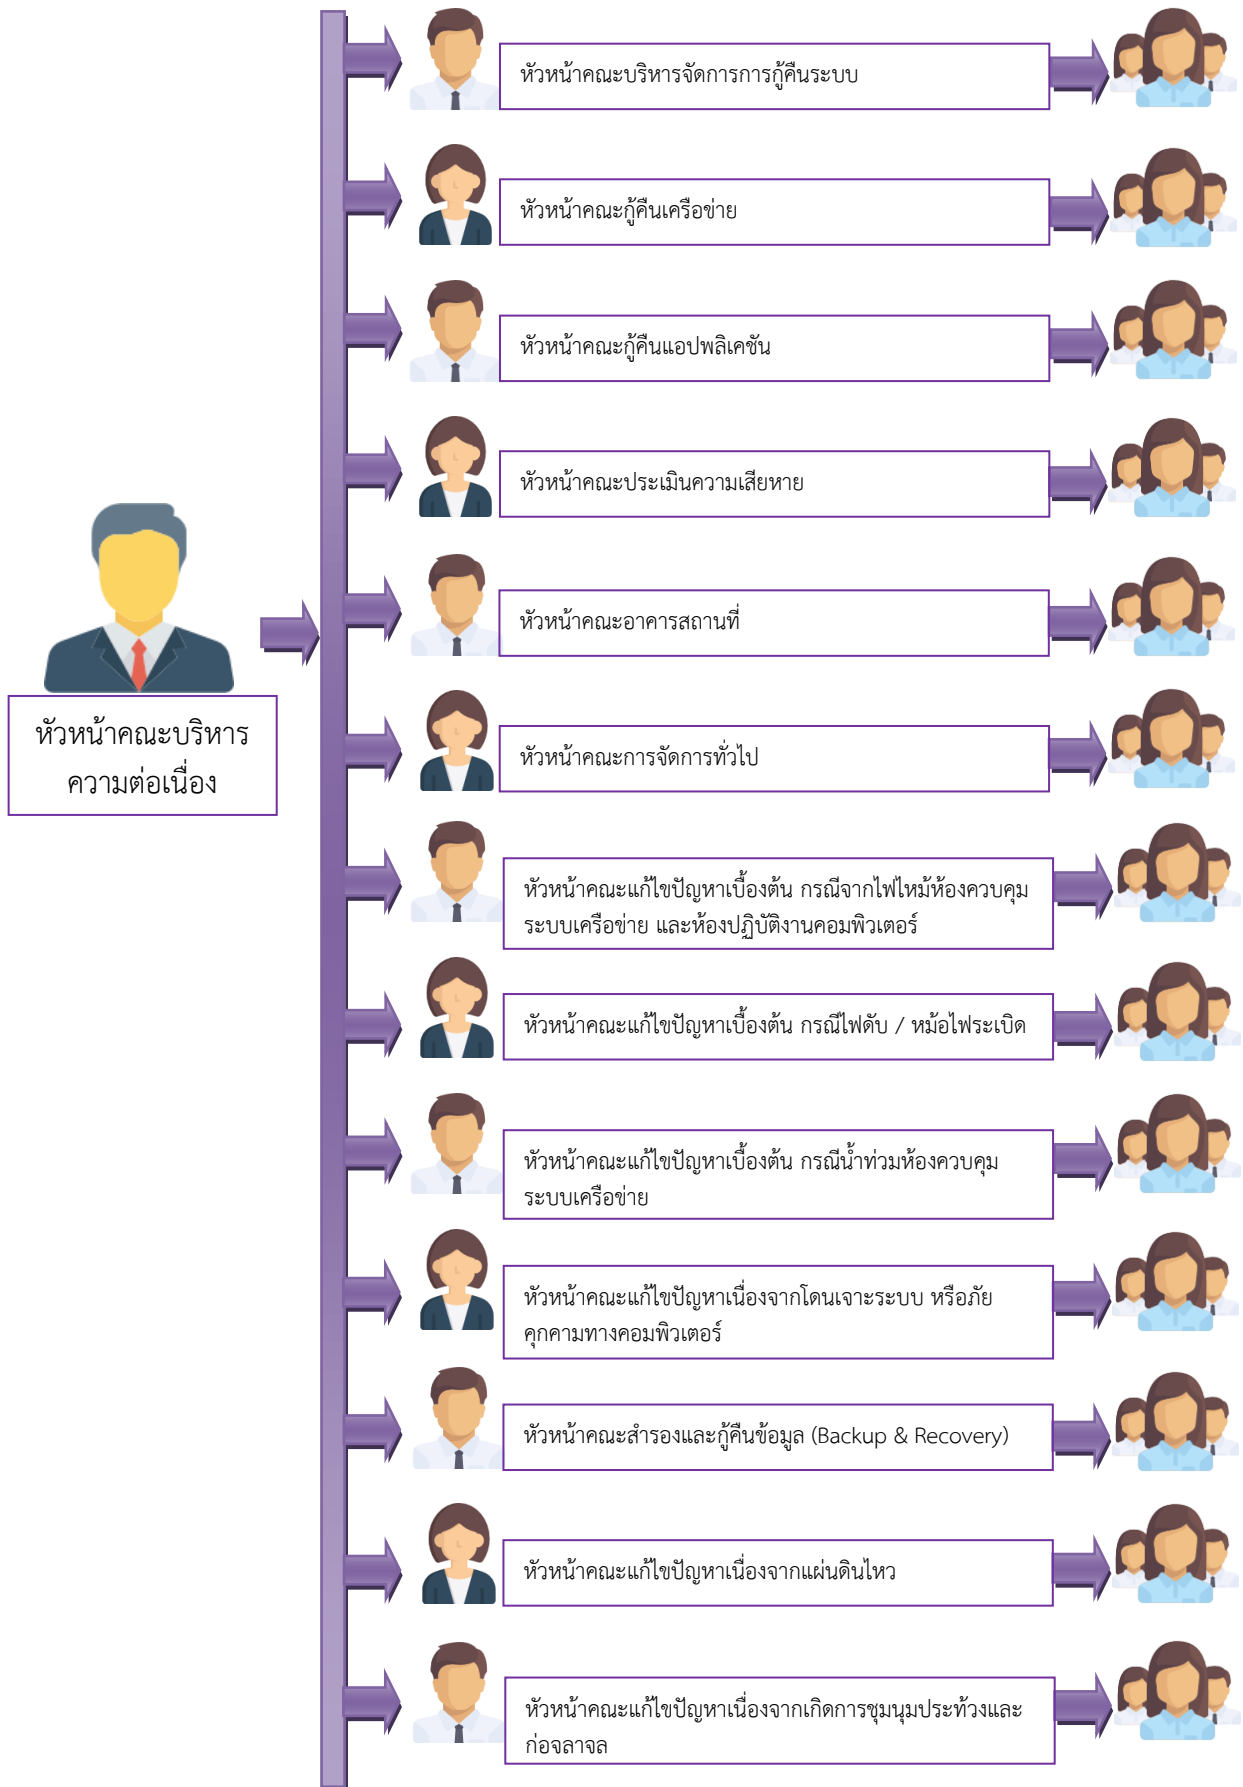 หัวหน้าคณะบริหารจัดการการกู้คืนระบบ
หัวหน้าคณะกู้คืนเครือข่าย
หัวหน้าคณะกู้คืนแอปพลิเคชัน
หัวหน้าคณะประเมินความเสียหาย
หัวหน้าคณะอาคารสถานที่
หัวหน้าคณะบริหาร
ความต่อเนื่อง
หัวหน้าคณะการจัดการทั่วไป
หัวหน้าคณะแก้ไขปัญหาเบื้องต้น กรณีจากไฟไหม้ห้องควบคุม
ระบบเครือข่าย และห้องปฏิบัติงานคอมพิวเตอร์
หัวหน้าคณะแก้ไขปัญหาเบื้องต้น กรณีไฟดับ / หม้อไฟระเบิด
หัวหน้าคณะแก้ไขปัญหาเบื้องต้น กรณีน้ำท่วมห้องควบคุม
ระบบเครือข่าย
หัวหน้าคณะแก้ไขปัญหาเนื่องจากโดนเจาะระบบ หรือภัย
คุกคามทางคอมพิวเตอร์
หัวหน้าคณะสำรองและกู้คืนข้อมูล (Backup & Recovery)
หัวหน้าคณะแก้ไขปัญหาเนื่องจากแผ่นดินไหว
หัวหน้าคณะแก้ไขปัญหาเนื่องจากเกิดการชุมนุมประท้วงและ
ก่อจลาจล